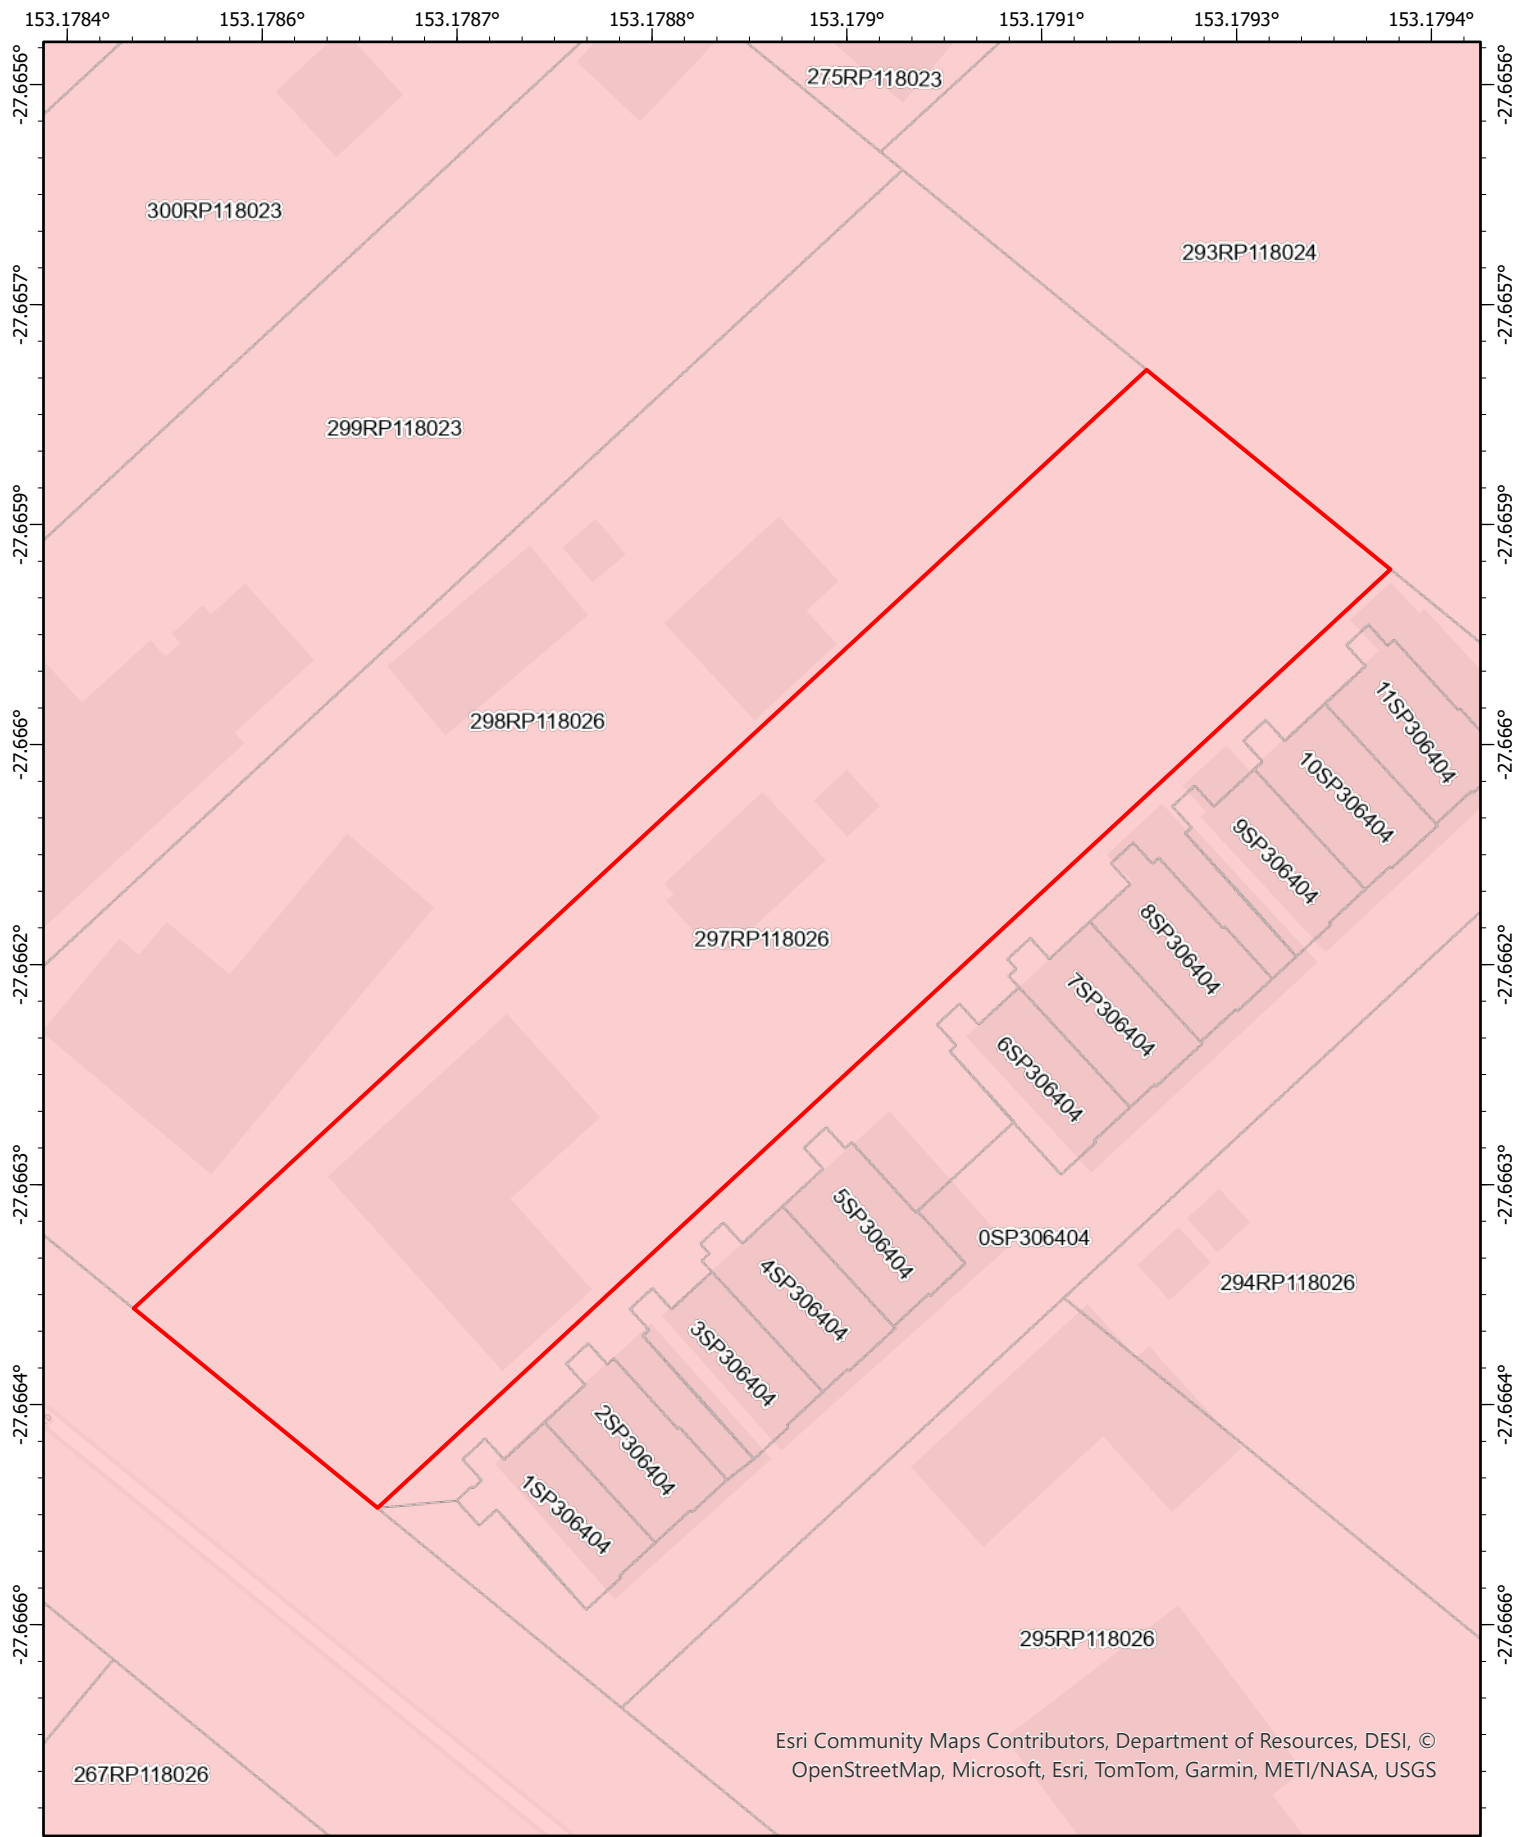 153.1784° 153.1786° 153.1787° 153.1788° 153.179° 153.1791° 153.1793° 153.1794°
-27.6656° -27.6656°
275RP118023
300RP118023
293RP118024
-27.6657° -27.6657°
299RP118023
-27.6659° -27.6659°
298RP118026
11SP306404
-27.666° -27.666°
10SP306404
9SP306404
297RP118026
8SP306404
-27.6662° -27.6662°
7SP306404
6SP306404
-27.6663° -27.6663°
5SP306404
0SP306404
294RP118026
4SP306404
3SP306404
-27.6664° -27.6664°
2SP306404
1SP306404
-27.6666° -27.6666°
295RP118026
267RP118026
Esri Community Maps Contributors, Department of Resources, DESI, ©
OpenStreetMap, Microsoft, Esri, TomTom, Garmin, METI/NASA, USGS